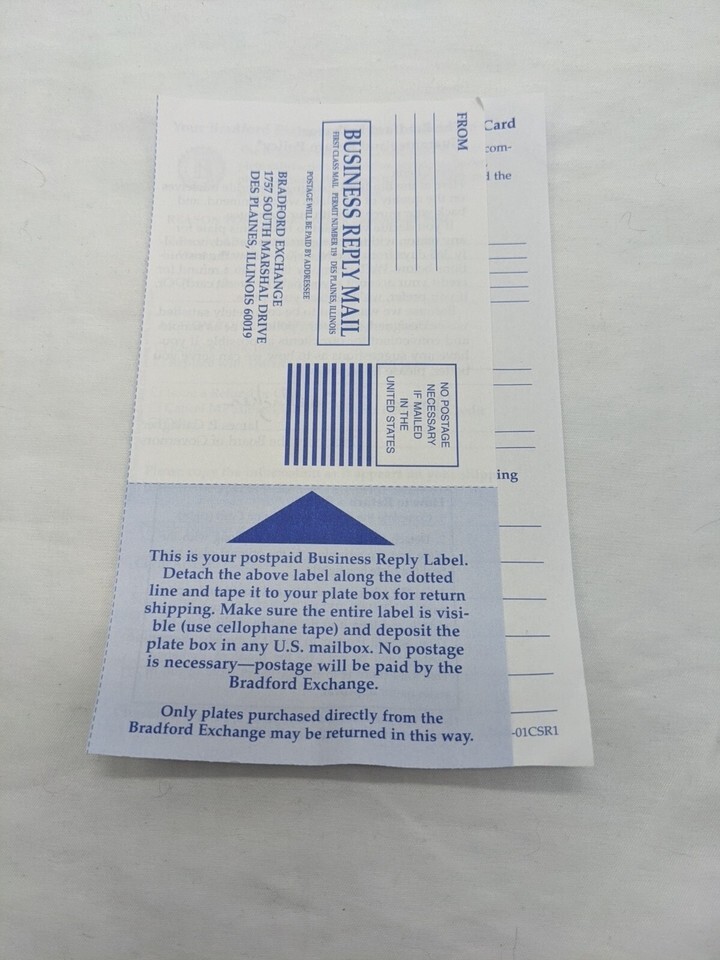 FROM
BUSINESS REPLY MAIL
FIRST CLASS MAIL PERMIT NUMBER 119 DES PLAINES, ILLINOIS
POSTAGE WILL BE PAID BY ADDRESSEE
BRADFORD EXCHANGE
1757 SOUTH MARSHAL DRIVE
DES PLAINES, ILLINOIS 60019
NO POSTAGE
NECESSARY
IF MAILED
IN THE
UNITED STATES
This is your postpaid Business Reply Label.
Detach the above label along the dotted
line and tape it to your plate box for return
shipping. Make sure the entire label is visi-
ble (use cellophane tape) and deposit the
plate box in any U.S. mailbox. No postage
is necessary—postage will be paid by the
Bradford Exchange.
Only plates purchased directly from the
Bradford Exchange may be returned in this way.
Card
com-
d the
ing
-01CSR1